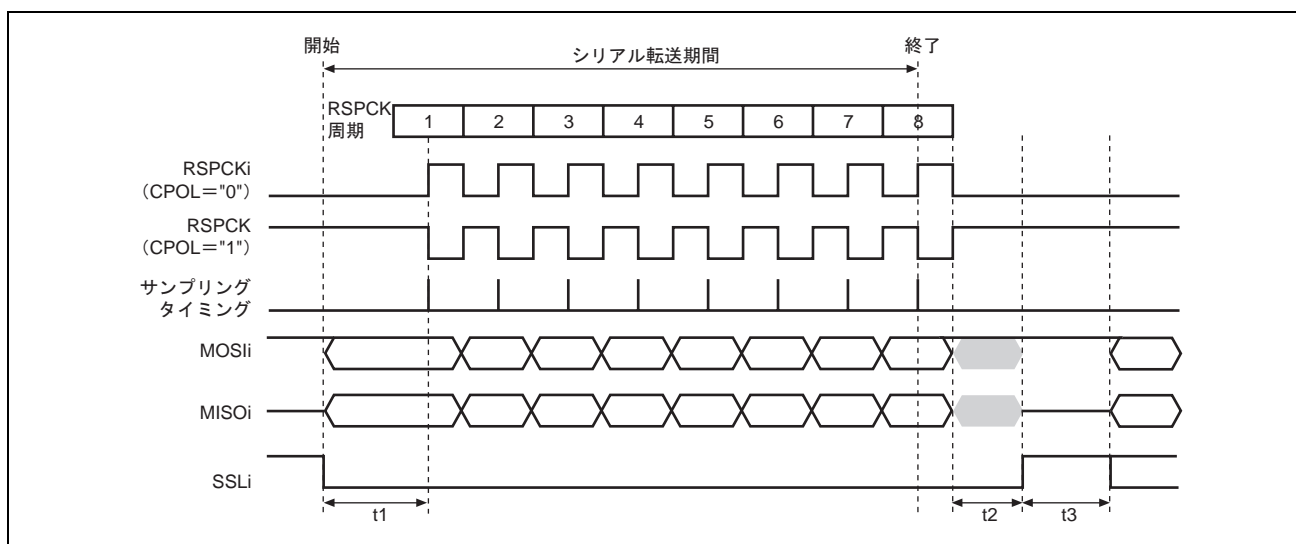 開始
シリアル転送期間
終了
RSPCK
周期
1 2 3 4 5 6 7 8
RSPCKi
(CPOL="0")
RSPCK
(CPOL="1")
サンプリング
タイミング
MOSIi
MISOi
SSLi
t1
t2
t3